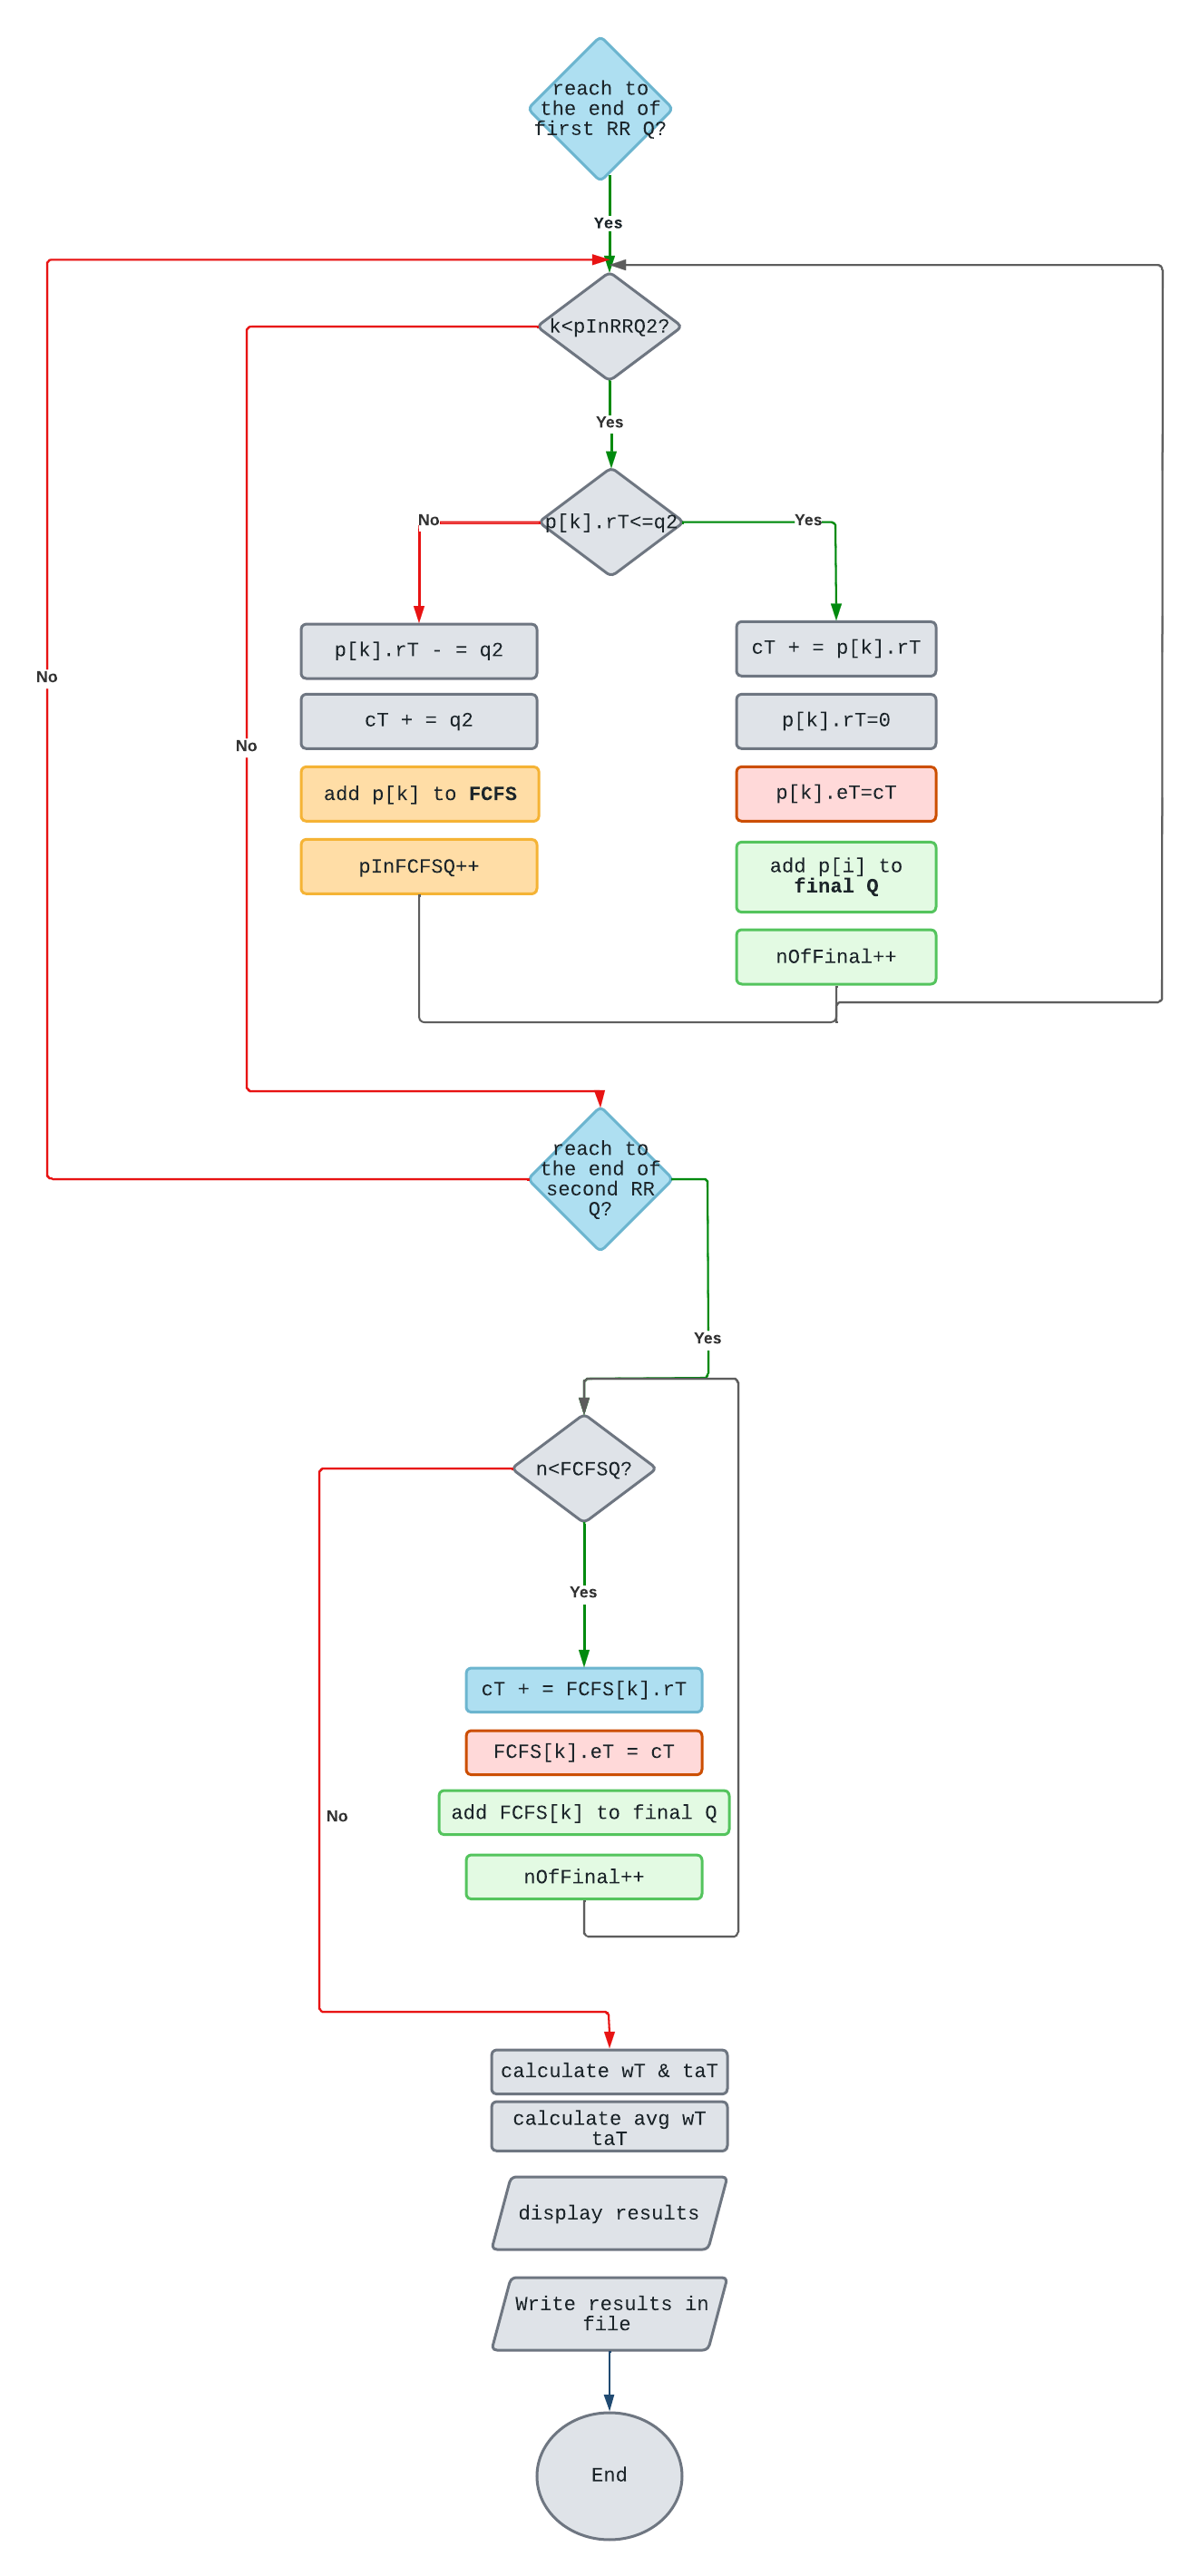 reach to
the end of
first RR Q?
Yes
k<pInRRQ2?
Yes
p[k].rT<=q2
No
Yes
p[k].rT - = q2
cT + = q2
add p[k] to FCFS
pInFCFSQ++
cT + = p[k].rT
p[k].rT=0
p[k].eT=cT
add p[i] to
final Q
nOfFinal++
No
No
reach to
the end of
second RR
Q?
Yes
n<FCFSQ?
Yes
cT + = FCFS[k].rT
FCFS[k].eT = cT
add FCFS[k] to final Q
nOfFinal++
No
calculate wT & taT
calculate avg wT
taT
display results
Write results in
file
End